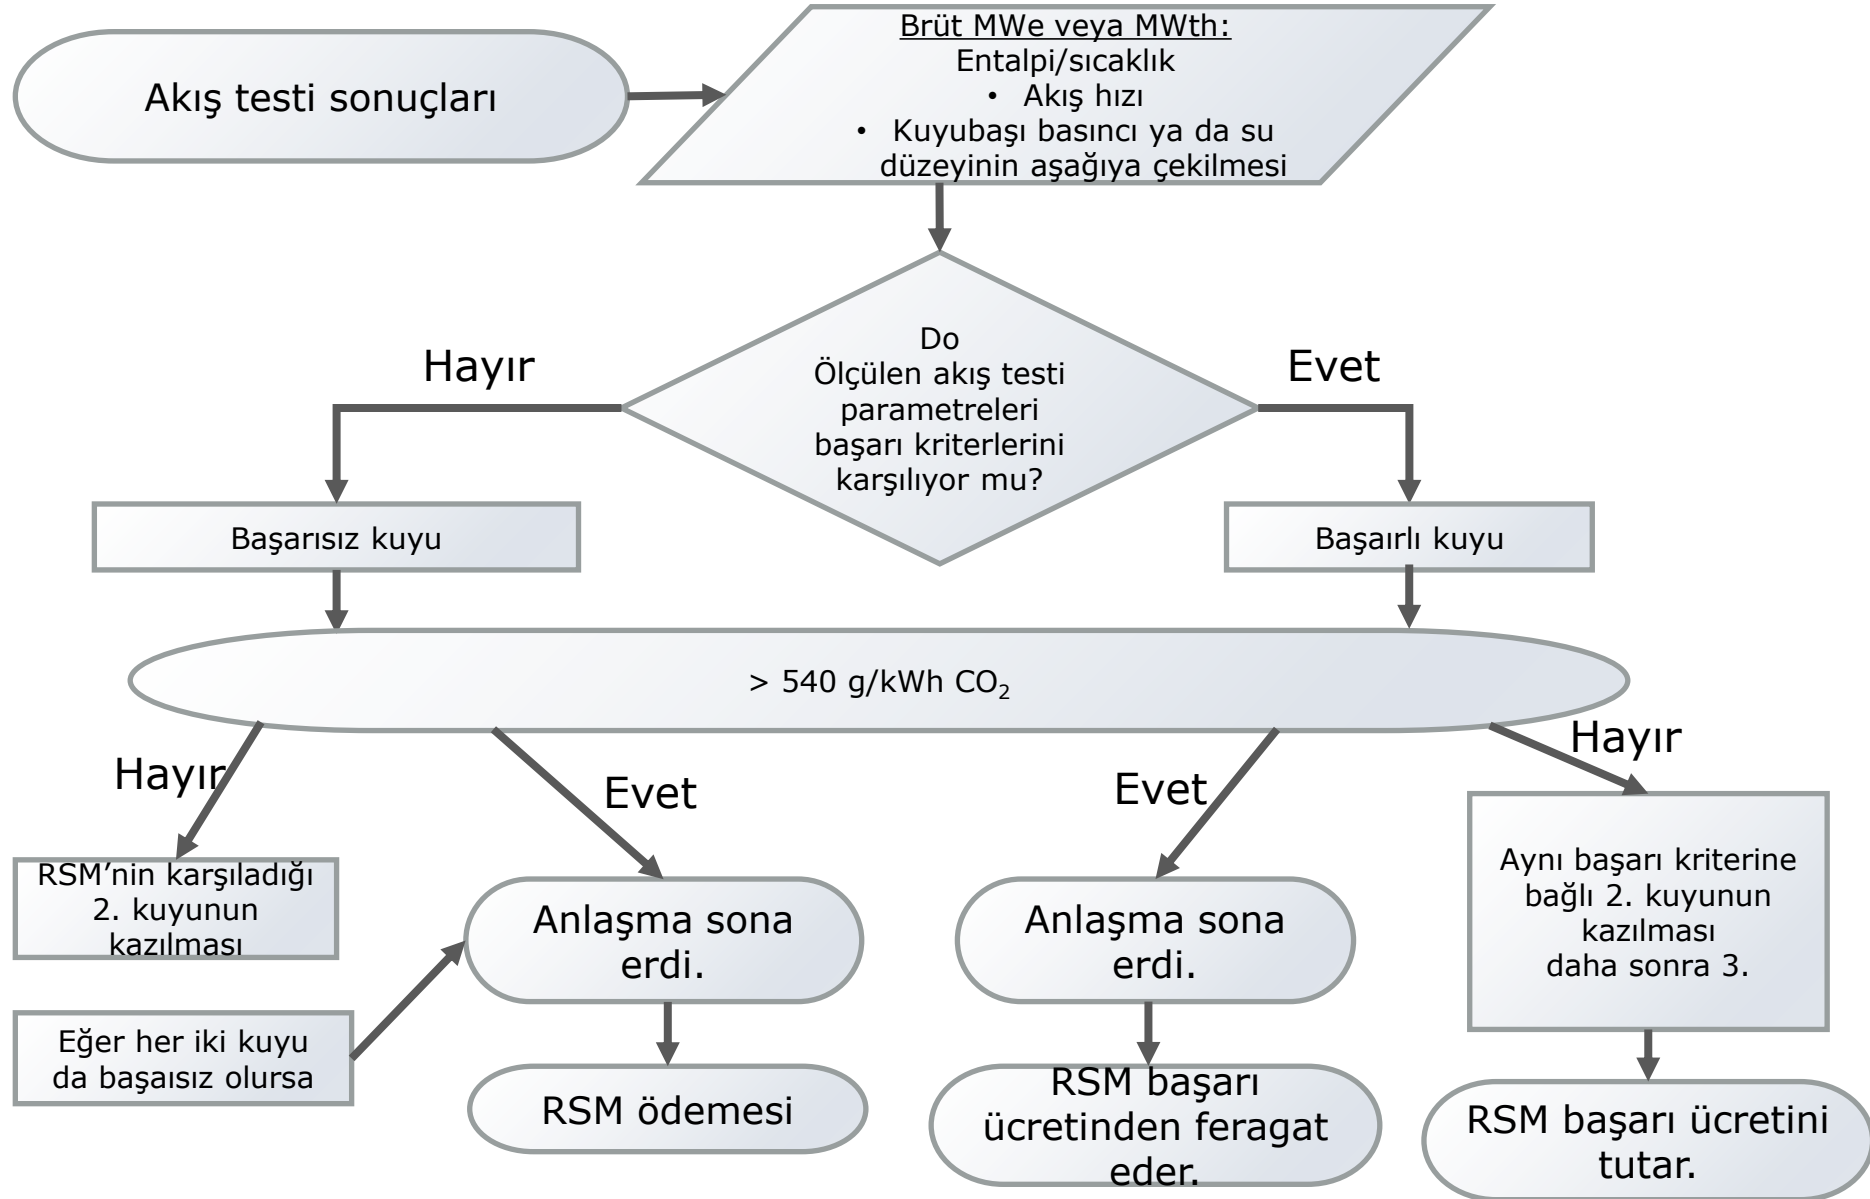 Akış testi sonuçları
Brüt MWe veya MWth:
Entalpi/sıcaklık
• Akış hızı
• Kuyubaşı basıncı ya da su
düzeyinin aşağıya çekilmesi
Do
Ölçülen akış testi
parametreleri
başarı kriterlerini
karşılıyor mu?
Hayır
Evet
Başarısız kuyu
Başaırlı kuyu
> 540 g/kWh CO₂
Hayır
Evet
Evet
Hayır
RSM’nin karşıladığı
2. kuyunun
kazılması
Anlaşma sona
erdi.
Anlaşma sona
erdi.
Aynı başarı kriterine
bağlı 2. kuyunun
kazılması
daha sonra 3.
Eğer her iki kuyu
da başaısız olursa
RSM ödemesi
RSM başarı
ücretinden feragat
eder.
RSM başarı ücretini
tutar.